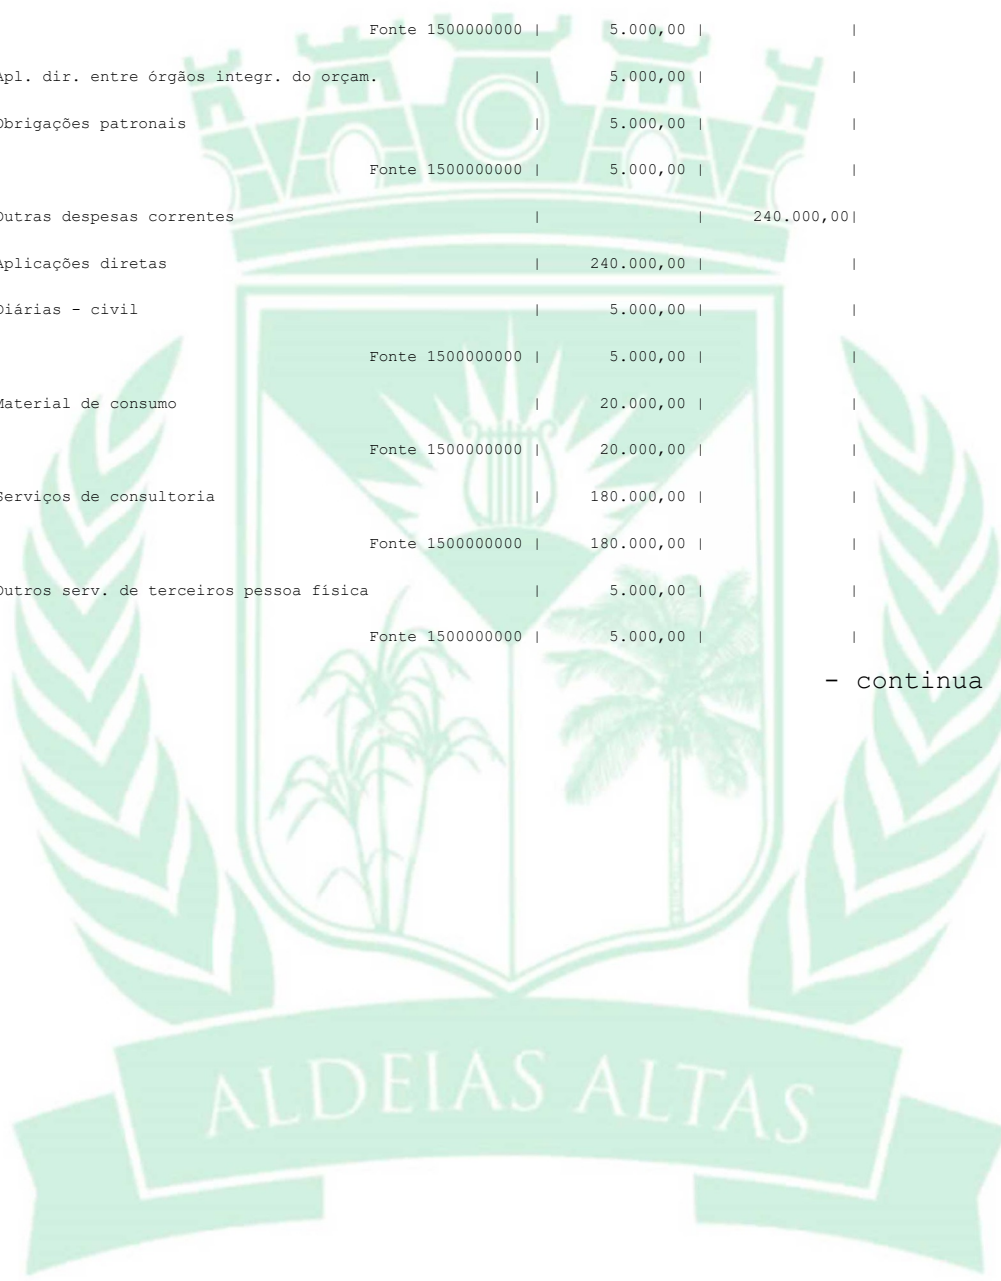 Fonte 1500000000 | 5.000,00 | |
Apl. dir. entre órgãos integr. do orçam. | 5.000,00 | |
Obrigações patronais | 5.000,00 | |
Fonte 1500000000 | 5.000,00 | |
Outras despesas correntes | | 240.000,00|
Aplicações diretas | 240.000,00 | |
Diárias - civil | 5.000,00 | |
Fonte 1500000000 | 5.000,00 | |
Material de consumo | 20.000,00 | |
Fonte 1500000000 | 20.000,00 | |
Serviços de consultoria | 180.000,00 | |
Fonte 1500000000 | 180.000,00 | |
Outros serv. de terceiros pessoa física | 5.000,00 | |
Fonte 1500000000 | 5.000,00 | |
- continua
ALDEIAS ALTAS